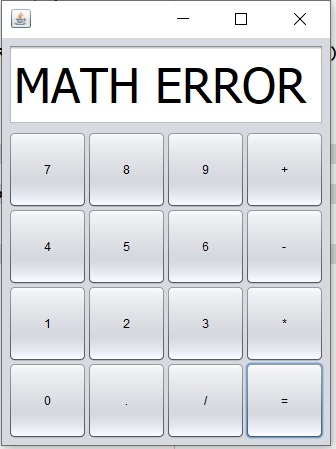 MATH ERROR
7 8 9 +
4 5 6 -
1 2 3 *
0 . / =